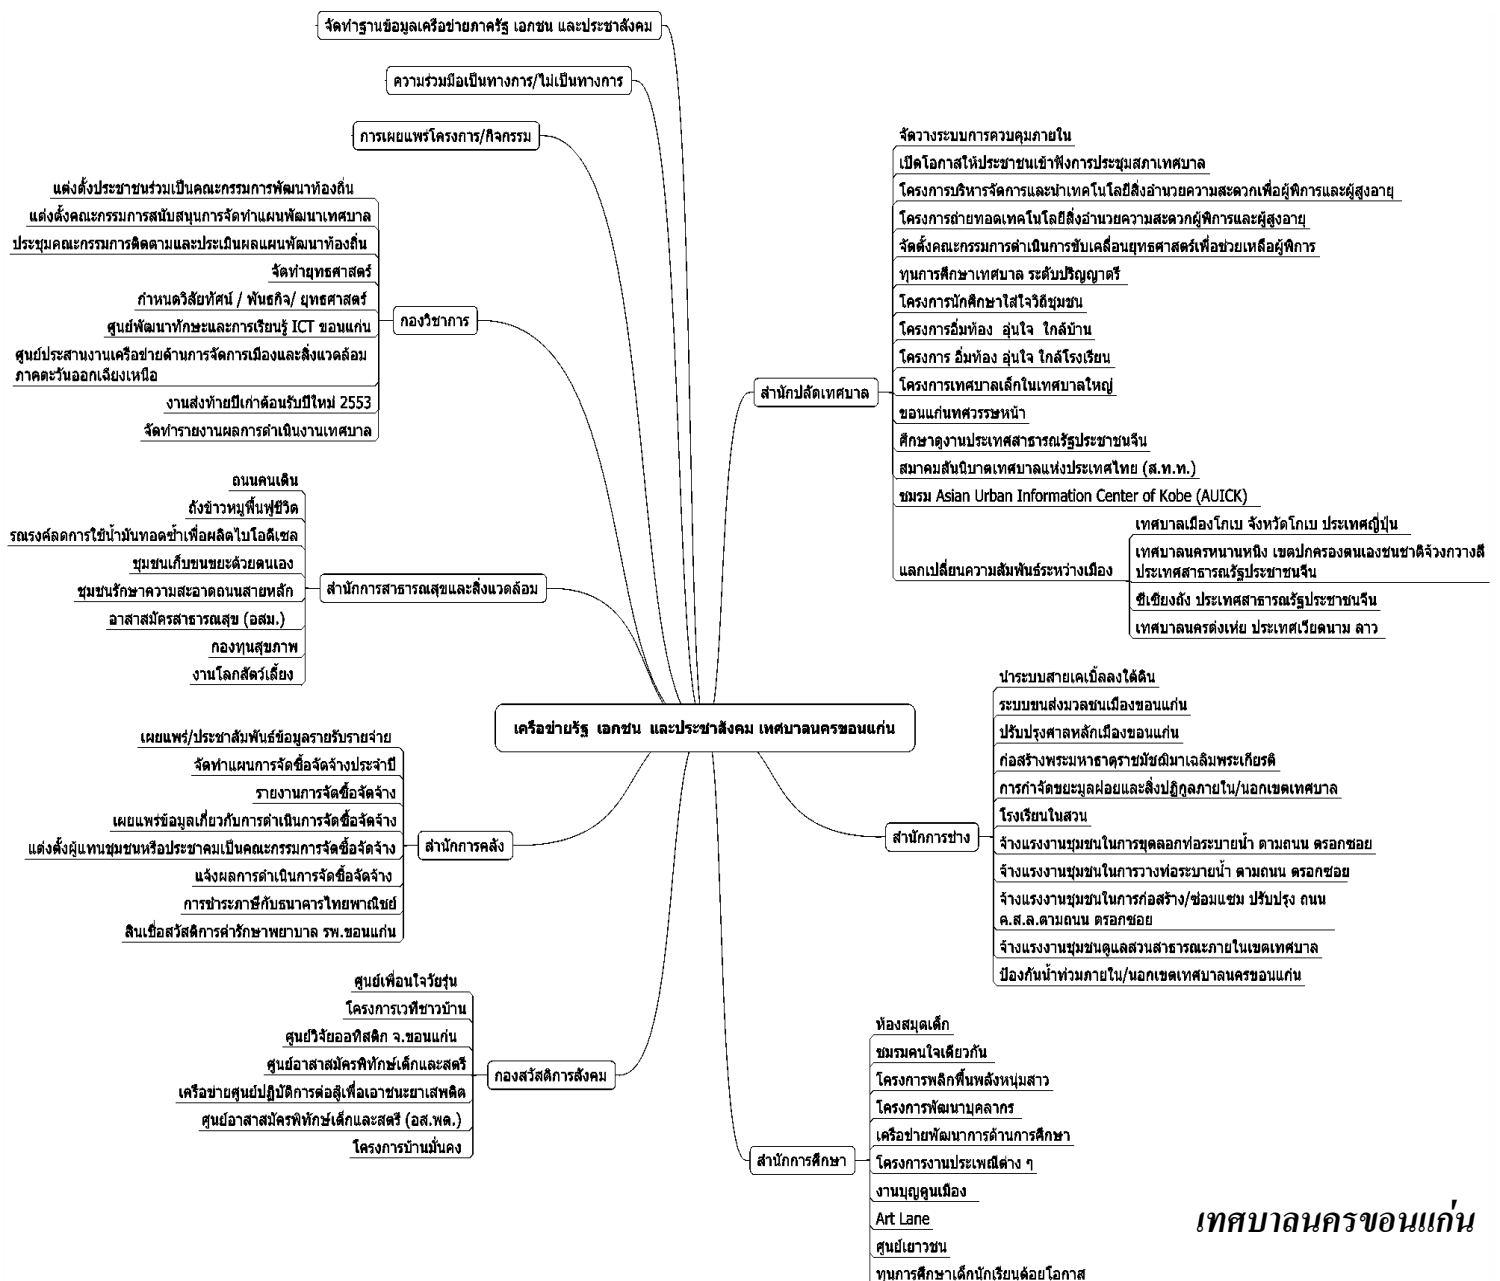 จัดทำฐานข้อมูลเครือข่ายภาครัฐ เอกชน และประชาสังคม
ความร่วมมือเป็นทางการ/ไม่เป็นทางการ
การเผยแพร่โครงการ/กิจกรรม
แต่งตั้งประชาชนร่วมเป็นคณะกรรมการพัฒนาท้องถิ่น
แต่งตั้งคณะกรรมการสนับสนุนการจัดทำแผนพัฒนาเทศบาล
ประชุมคณะกรรมการติดตามและประเมินผลแผนพัฒนาท้องถิ่น
จัดทำยุทธศาสตร์
กำหนดวิสัยทัศน์ / พันธกิจ/ ยุทธศาสตร์
ศูนย์พัฒนาทักษะและการเรียนรู้ ICT ขอนแก่น
ศูนย์ประสานงานเครือข่ายด้านการจัดการเมืองและสิ่งแวดล้อม
ภาคตะวันออกเฉียงเหนือ
งานส่งท้ายปีเก่าต้อนรับปีใหม่ 2553
จัดทำรายงานผลการดำเนินงานเทศบาล
กองวิชาการ
ถนนคนเดิน
ถังข้าวหมูฟื้นฟูชีวิต
รณรงค์ลดการใช้น้ำมันทอดซ้ำเพื่อผลิตไบโอดีเซล
ชุมชนเก็บขนขยะด้วยตนเอง
ชุมชนรักษาความสะอาดถนนสายหลัก
อาสาสมัครสาธารณสุข (อสม.)
กองทุนสุขภาพ
งานโลกสัตว์เลี้ยง
สำนักการสาธารณสุขและสิ่งแวดล้อม
เครือข่ายรัฐ เอกชน และประชาสังคม เทศบาลนครขอนแก่น
เผยแพร่/ประชาสัมพันธ์ข้อมูลรายรับรายจ่าย
จัดทำแผนการจัดซื้อจัดจ้างประจำปี
รายงานการจัดซื้อจัดจ้าง
เผยแพร่ข้อมูลเกี่ยวกับการดำเนินการจัดซื้อจัดจ้าง
แต่งตั้งผู้แทนชุมชนหรือประชาคมเป็นคณะกรรมการจัดซื้อจัดจ้าง
แจ้งผลการดำเนินการจัดซื้อจัดจ้าง
การชำระภาษีกับธนาคารไทยพาณิชย์
สินเชื่อสวัสดิการค่ารักษาพยาบาล รพ.ขอนแก่น
สำนักการคลัง
ศูนย์เพื่อนใจวัยรุ่น
โครงการเวทีชาวบ้าน
ศูนย์วิจัยออทิสติก จ.ขอนแก่น
ศูนย์อาสาสมัครพิทักษ์เด็กและสตรี
เครือข่ายศูนย์ปฏิบัติการต่อสู้เพื่อเอาชนะยาเสพติด
ศูนย์อาสาสมัครพิทักษ์เด็กและสตรี (อส.พต.)
โครงการบ้านมั่นคง
กองสวัสดิการสังคม
สำนักปลัดเทศบาล
จัดวางระบบการควบคุมภายใน
เปิดโอกาสให้ประชาชนเข้าฟังการประชุมสภาเทศบาล
โครงการบริหารจัดการและนำเทคโนโลยีสิ่งอำนวยความสะดวกเพื่อผู้พิการและผู้สูงอายุ
โครงการถ่ายทอดเทคโนโลยีสิ่งอำนวยความสะดวกผู้พิการและผู้สูงอายุ
จัดตั้งคณะกรรมการดำเนินการขับเคลื่อนยุทธศาสตร์เพื่อช่วยเหลือผู้พิการ
ทุนการศึกษาเทศบาล ระดับปริญญาตรี
โครงการนักศึกษาใส่ใจวิถีชุมชน
โครงการอิ่มท้อง อุ่นใจ ใกล้บ้าน
โครงการ อิ่มท้อง อุ่นใจ ใกล้โรงเรียน
โครงการเทศบาลเล็กในเทศบาลใหญ่
ขอนแก่นทศวรรษหน้า
ศึกษาดูงานประเทศสาธารณรัฐประชาชนจีน
สมาคมสันนิบาตเทศบาลแห่งประเทศไทย (ส.ท.ท.)
ชมรม Asian Urban Information Center of Kobe (AUICK)
แลกเปลี่ยนความสัมพันธ์ระหว่างเมือง
เทศบาลเมืองโกเบ จังหวัดโกเบ ประเทศญี่ปุ่น
เทศบาลนครหนานหนิง เขตปกครองตนเองชนชาติจ้วงกวางสี
ประเทศสาธารณรัฐประชาชนจีน
ซีเซียงถัง ประเทศสาธารณรัฐประชาชนจีน
เทศบาลนครด่งเห่ย ประเทศเวียดนาม ลาว
สำนักการช่าง
นำระบบสายเคเบิ้ลลงใต้ดิน
ระบบขนส่งมวลชนเมืองขอนแก่น
ปรับปรุงศาลหลักเมืองขอนแก่น
ก่อสร้างพระมหาธาตุราชมัชฌิมาเฉลิมพระเกียรติ
การกำจัดขยะมูลฝอยและสิ่งปฏิกูลภายใน/นอกเขตเทศบาล
โรงเรียนในสวน
จ้างแรงงานชุมชนในการขุดลอกท่อระบายน้ำ ตามถนน ตรอกซอย
จ้างแรงงานชุมชนในการวางท่อระบายน้ำ ตามถนน ตรอกซอย
จ้างแรงงานชุมชนในการก่อสร้าง/ซ่อมแซม ปรับปรุง ถนน
ค.ส.ล.ตามถนน ตรอกซอย
จ้างแรงงานชุมชนดูแลสวนสาธารณะภายในเขตเทศบาล
ป้องกันน้ำท่วมภายใน/นอกเขตเทศบาลนครขอนแก่น
สำนักการศึกษา
ห้องสมุดเด็ก
ชมรมคนใจเดียวกัน
โครงการพลิกฟื้นพลังหนุ่มสาว
โครงการพัฒนาบุคลากร
เครือข่ายพัฒนาการด้านการศึกษา
โครงการงานประเพณีต่าง ๆ
งานบุญคูนเมือง
Art Lane
ศูนย์เยาวชน
ทุนการศึกษาเด็กนักเรียนด้อยโอกาส
เทศบาลนครขอนแก่น